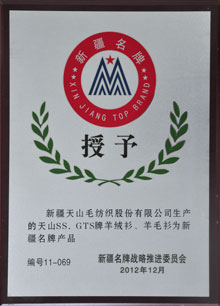 新疆名牌
XIN JIANG TOP BRAND
授予
新疆天山毛纺织股份有限公司生产
的天山SS、GTS牌羊绒衫、羊毛衫为新
疆名牌产品
编号11-069
新疆名牌战略推进委员会
2012年12月